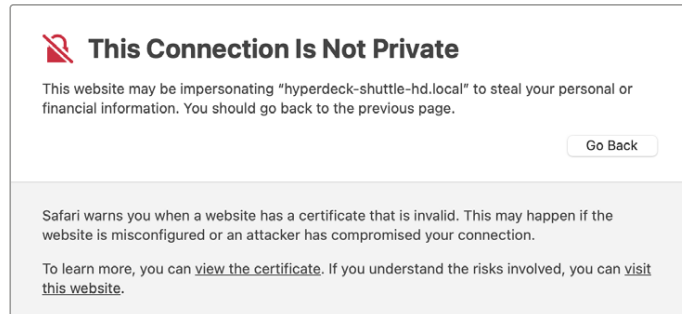 This Connection Is Not Private
This website may be impersonating “hyperdeck-shuttle-hd.local” to steal your personal or
financial information. You should go back to the previous page.
Go Back
Safari warns you when a website has a certificate that is invalid. This may happen if the
website is misconfigured or an attacker has compromised your connection.
To learn more, you can view the certificate. If you understand the risks involved, you can visit
this website.